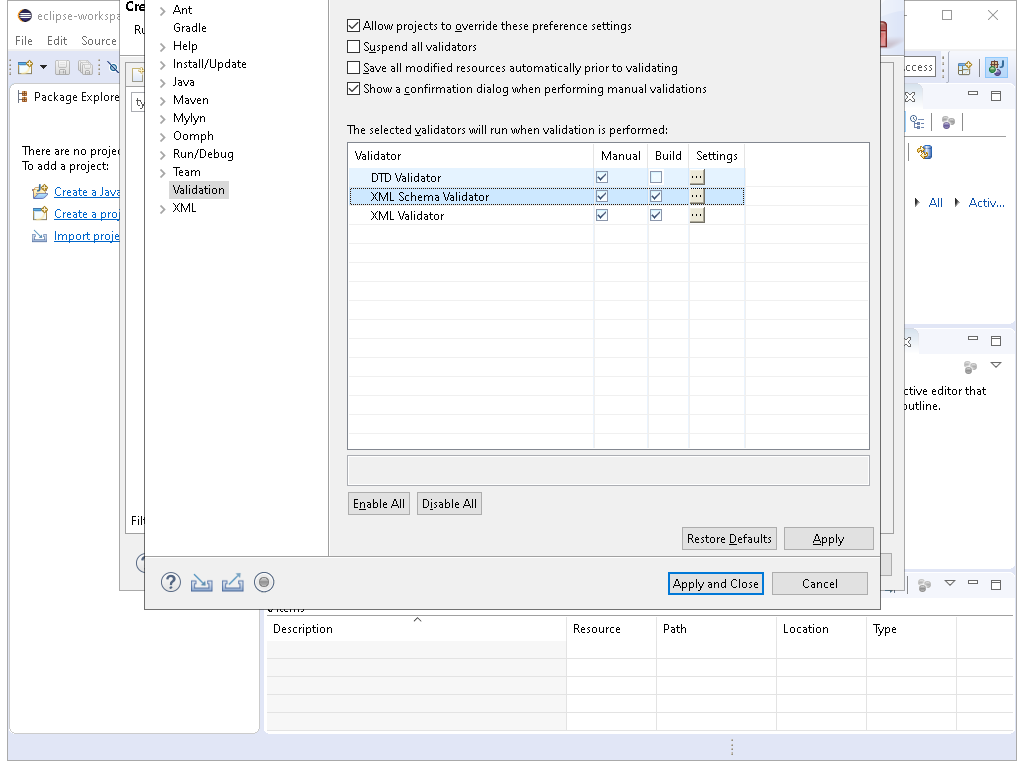 eclipse-workspa
Cre
File Edit Source
Ru
ccess
Package Explore
ty
There are no projec
To add a project:
Create a Java
Create a proj
Import proje
Ant
Gradle
Help
Install/Update
Java
Maven
Mylyn
Oomph
Run/Debug
Team
Validation
XML
Allow projects to override these preference settings
Suspend all validators
Save all modified resources automatically prior to validating
Show a confirmation dialog when performing manual validations
The selected validators will run when validation is performed:
Validator Manual Build Settings
DTD Validator ...
XML Schema Validator ...
XML Validator ...
Enable All Disable All
Restore Defaults Apply
Apply and Close Cancel
All Activ...
ctive editor that
outline.
Filt
items
Description Resource Path Location Type